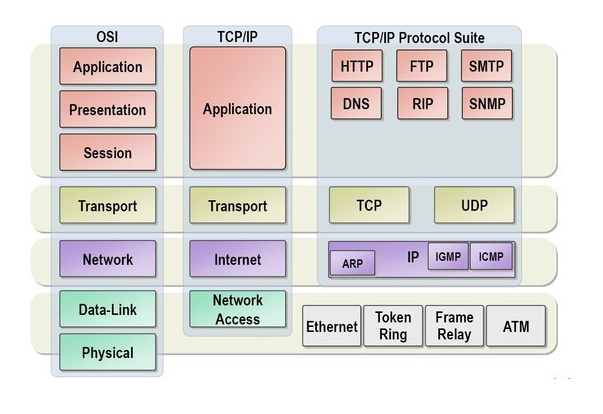 OSI
TCP/IP
TCP/IP Protocol Suite
Application
Presentation
Session
Application
HTTP
FTP
SMTP
DNS
RIP
SNMP
Transport
Transport
TCP
UDP
Network
Internet
ARP
IP
IGMP
ICMP
Data-Link
Physical
Network
Access
Ethernet
Token
Ring
Frame
Relay
ATM